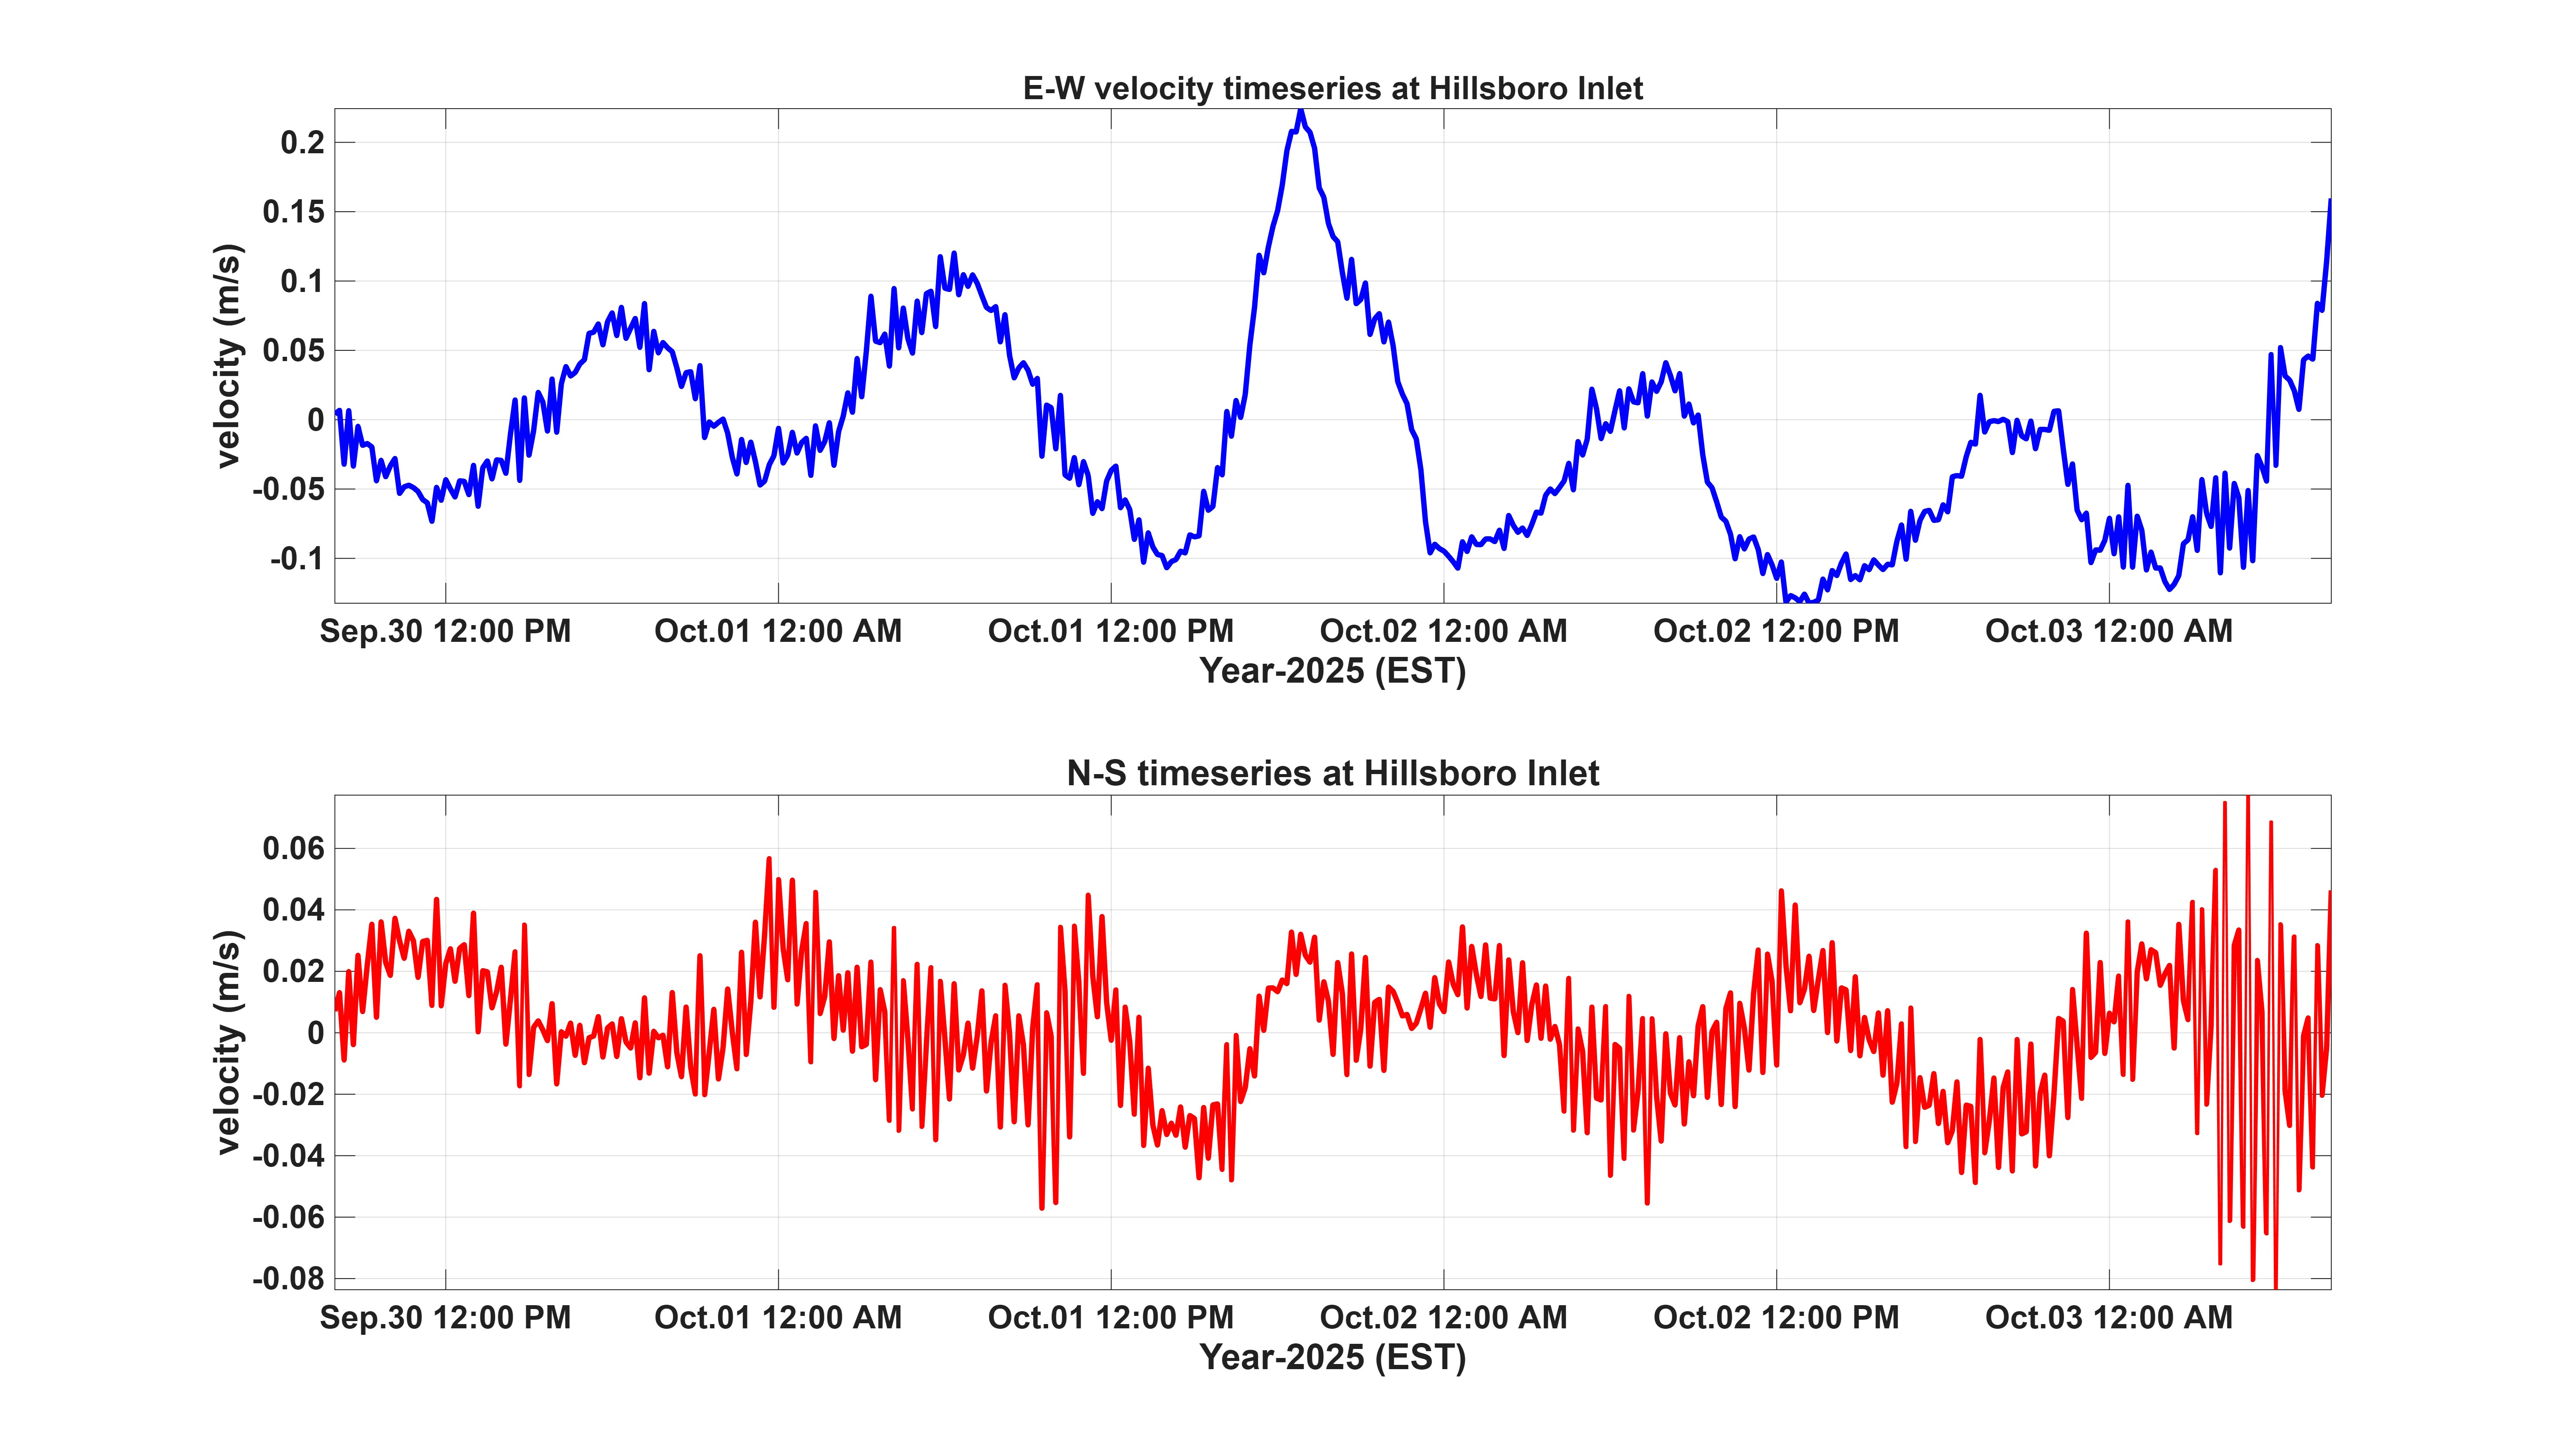 E-W velocity timeseries at Hillsboro Inlet
0.2
0.15
0.1
0.05
0
-0.05
-0.1
velocity (m/s)
Sep.30 12:00 PM Oct.01 12:00 AM Oct.01 12:00 PM Oct.02 12:00 AM Oct.02 12:00 PM Oct.03 12:00 AM
Year-2025 (EST)
N-S timeseries at Hillsboro Inlet
0.06
0.04
0.02
0
-0.02
-0.04
-0.06
-0.08
velocity (m/s)
Sep.30 12:00 PM Oct.01 12:00 AM Oct.01 12:00 PM Oct.02 12:00 AM Oct.02 12:00 PM Oct.03 12:00 AM
Year-2025 (EST)